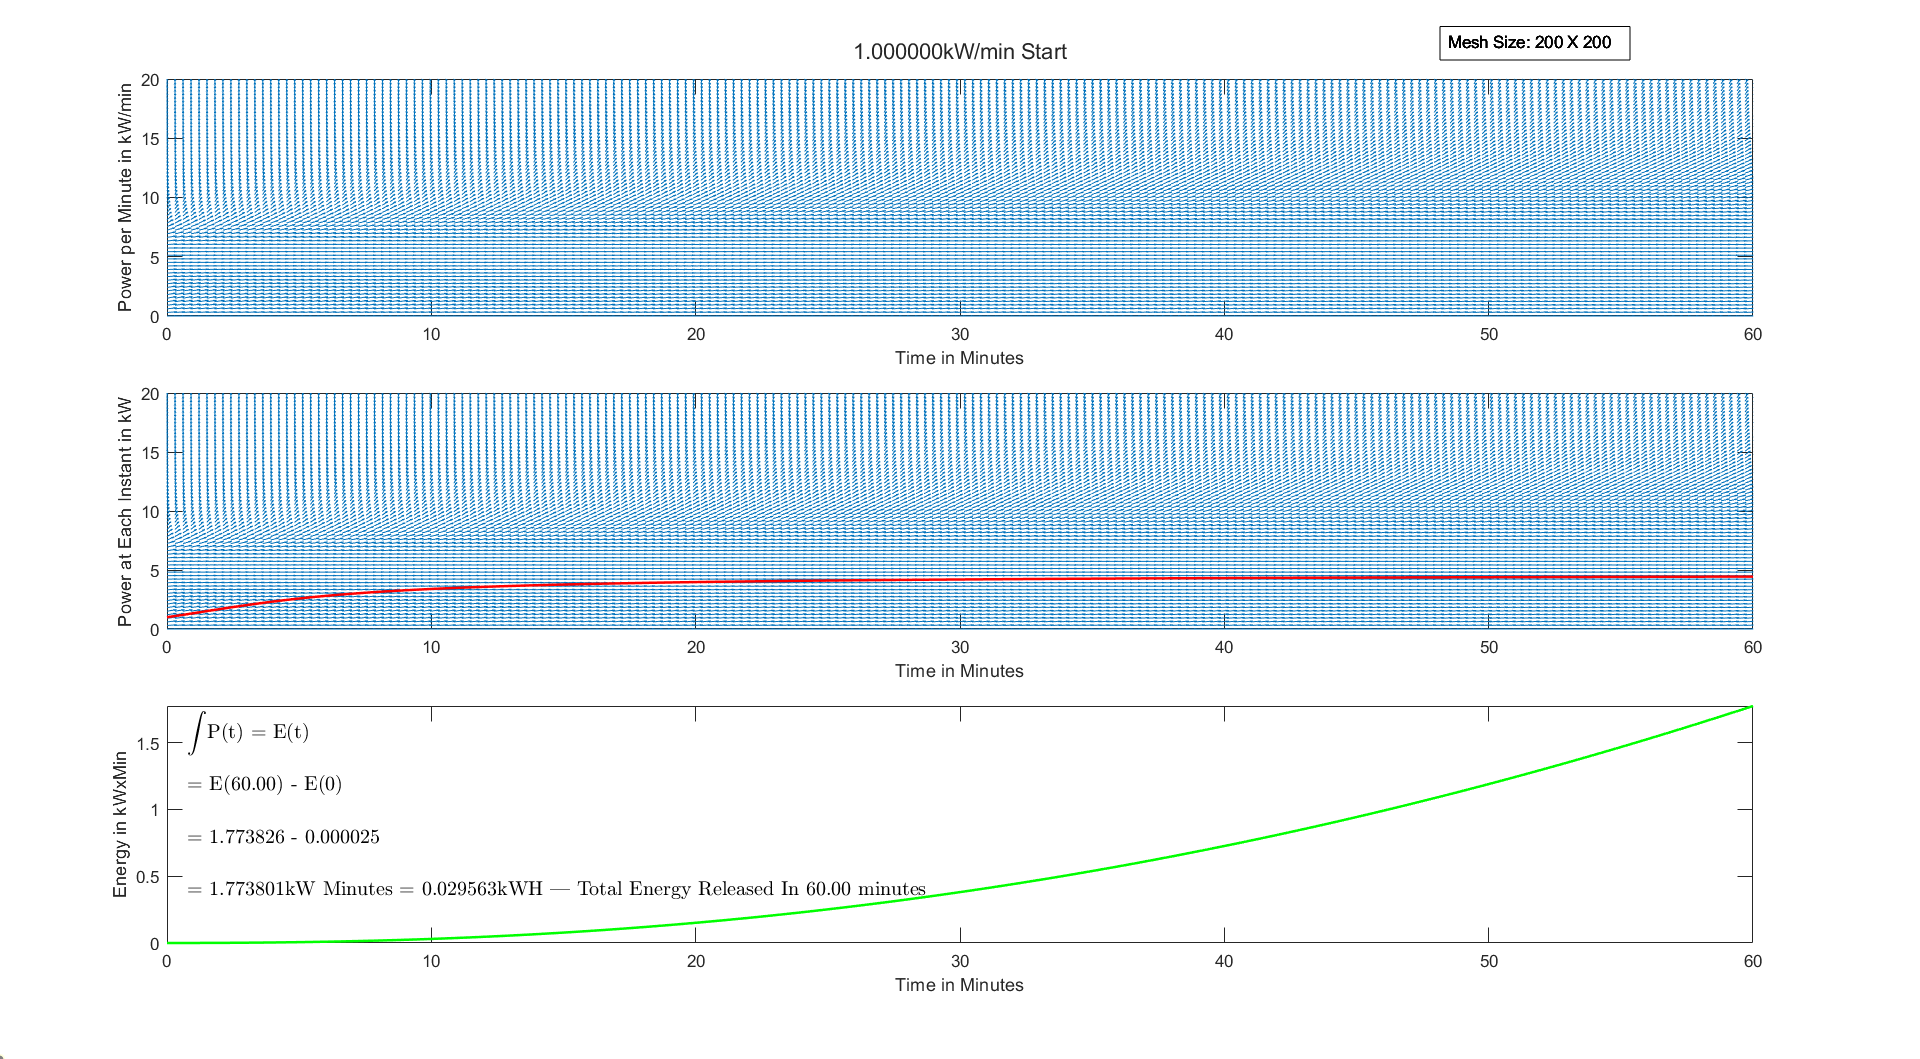 1.000000kW/min Start
Mesh Size: 200 X 200
Power per Minute in kW/min
20
15
10
5
0
0 10 20 30 40 50 60
Time in Minutes
Power at Each Instant in kW
20
15
10
5
0
0 10 20 30 40 50 60
Time in Minutes
Energy in kWxMin
1.5
1
0.5
0
∫P(t) = E(t)
= E(60.00) - E(0)
= 1.773826 - 0.000025
= 1.773801kW Minutes = 0.029563kWH — Total Energy Released In 60.00 minutes
0 10 20 30 40 50 60
Time in Minutes